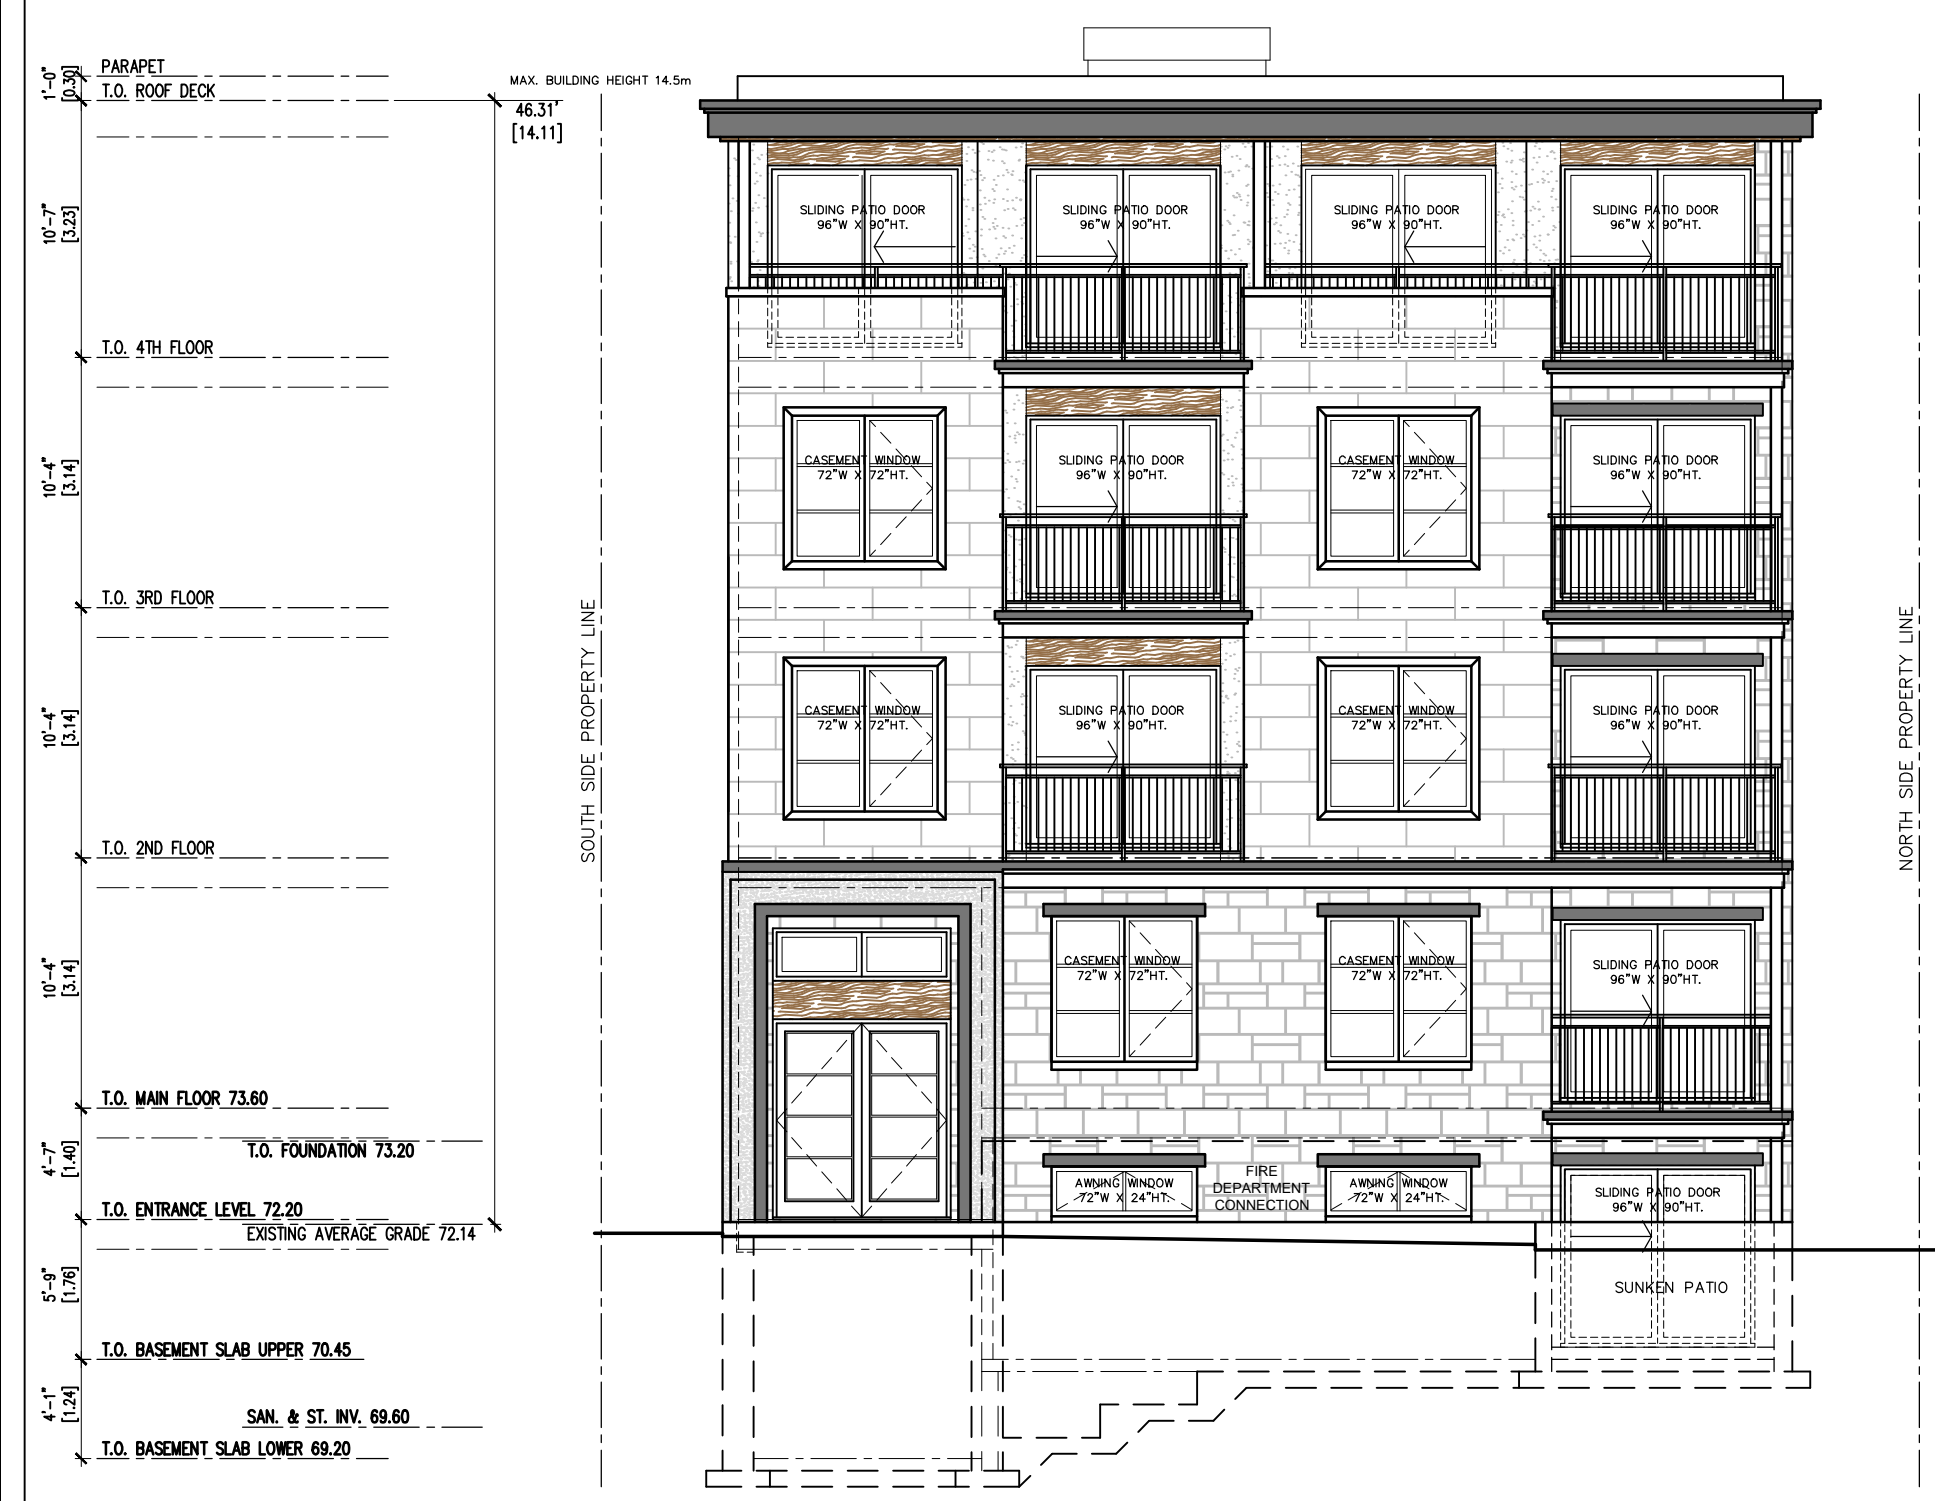 PARAPET
1'-0"
[0.30]
T.O. ROOF DECK
MAX. BUILDING HEIGHT 14.5m
46.31'
[14.11]
10'-7"
[3.23]
SLIDING PATIO DOOR
96"W X 90"HT.
SLIDING PATIO DOOR
96"W X 90"HT.
SLIDING PATIO DOOR
96"W X 90"HT.
SLIDING PATIO DOOR
96"W X 90"HT.
T.O. 4TH FLOOR
10'-4"
[3.14]
CASEMENT WINDOW
72"W X 72"HT.
SLIDING PATIO DOOR
96"W X 90"HT.
CASEMENT WINDOW
72"W X 72"HT.
SLIDING PATIO DOOR
96"W X 90"HT.
T.O. 3RD FLOOR
SOUTH SIDE PROPERTY LINE
NORTH SIDE PROPERTY LINE
10'-4"
[3.14]
CASEMENT WINDOW
72"W X 72"HT.
SLIDING PATIO DOOR
96"W X 90"HT.
CASEMENT WINDOW
72"W X 72"HT.
SLIDING PATIO DOOR
96"W X 90"HT.
T.O. 2ND FLOOR
10'-4"
[3.14]
CASEMENT WINDOW
72"W X 72"HT.
CASEMENT WINDOW
72"W X 72"HT.
SLIDING PATIO DOOR
96"W X 90"HT.
T.O. MAIN FLOOR 73.60
T.O. FOUNDATION 73.20
4'-7"
[1.40]
AWNING WINDOW
72"W X 24"HT.
FIRE
DEPARTMENT
CONNECTION
AWNING WINDOW
72"W X 24"HT.
SLIDING PATIO DOOR
96"W X 90"HT.
T.O. ENTRANCE LEVEL 72.20
EXISTING AVERAGE GRADE 72.14
5'-9"
[1.76]
SUNKEN PATIO
T.O. BASEMENT SLAB UPPER 70.45
4'-1"
[1.24]
SAN. & ST. INV. 69.60
T.O. BASEMENT SLAB LOWER 69.20